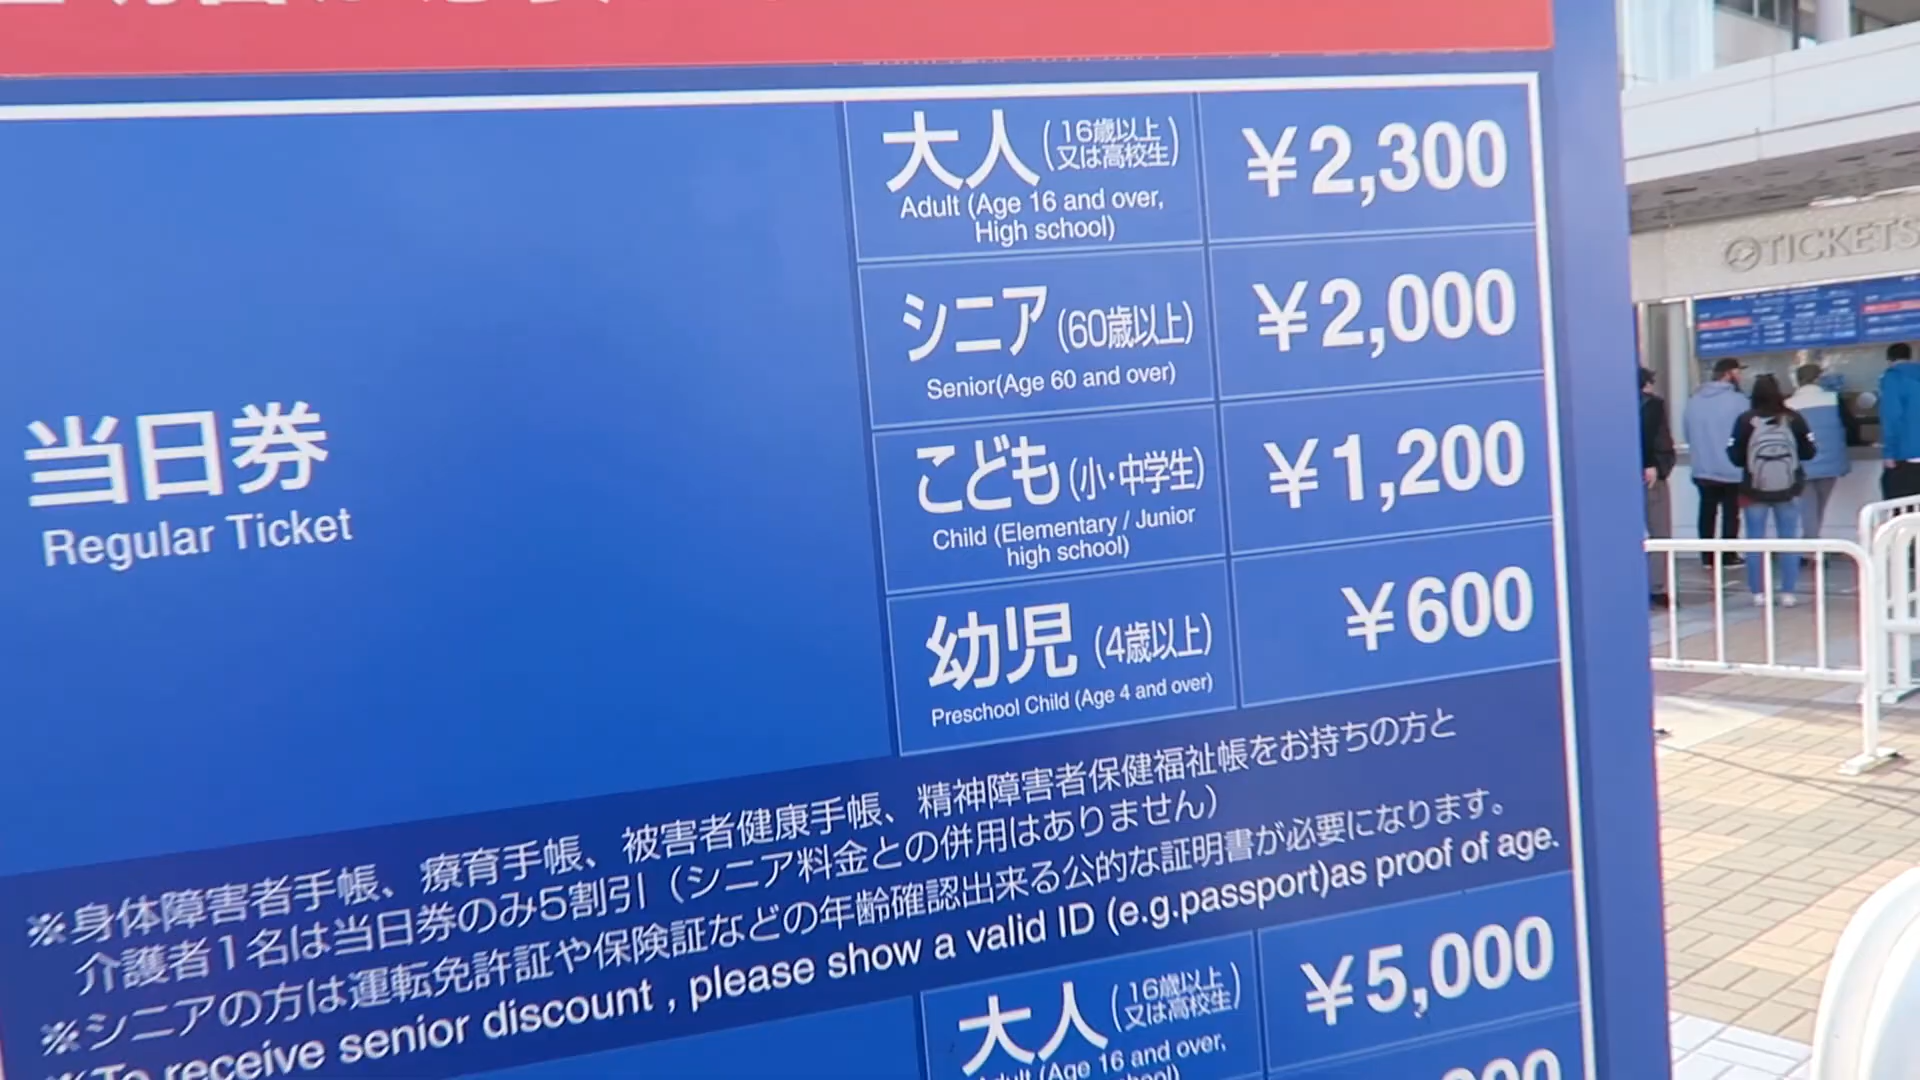 当日券
Regular Ticket
大人(16歳以上
又は高校生)
Adult (Age 16 and over,
High school)
¥2,300
シニア(60歳以上)
Senior(Age 60 and over)
¥2,000
こども(小・中学生)
Child (Elementary / Junior
high school)
¥1,200
幼児(4歳以上)
Preschool Child (Age 4 and over)
¥600
※身体障害者手帳、療育手帳、被害者健康手帳、精神障害者保健福祉帳をお持ちの方と
介護者1名は当日券のみ5割引(シニア料金との併用はありません)
※シニアの方は運転免許証や保険証などの年齢確認出来る公的な証明書が必要になります。
※To receive senior discount , please show a valid ID (e.g.passport)as proof of age.
大人(16歳以上
又は高校生)
Adult (Age 16 and over,
¥5,000
TICKETS